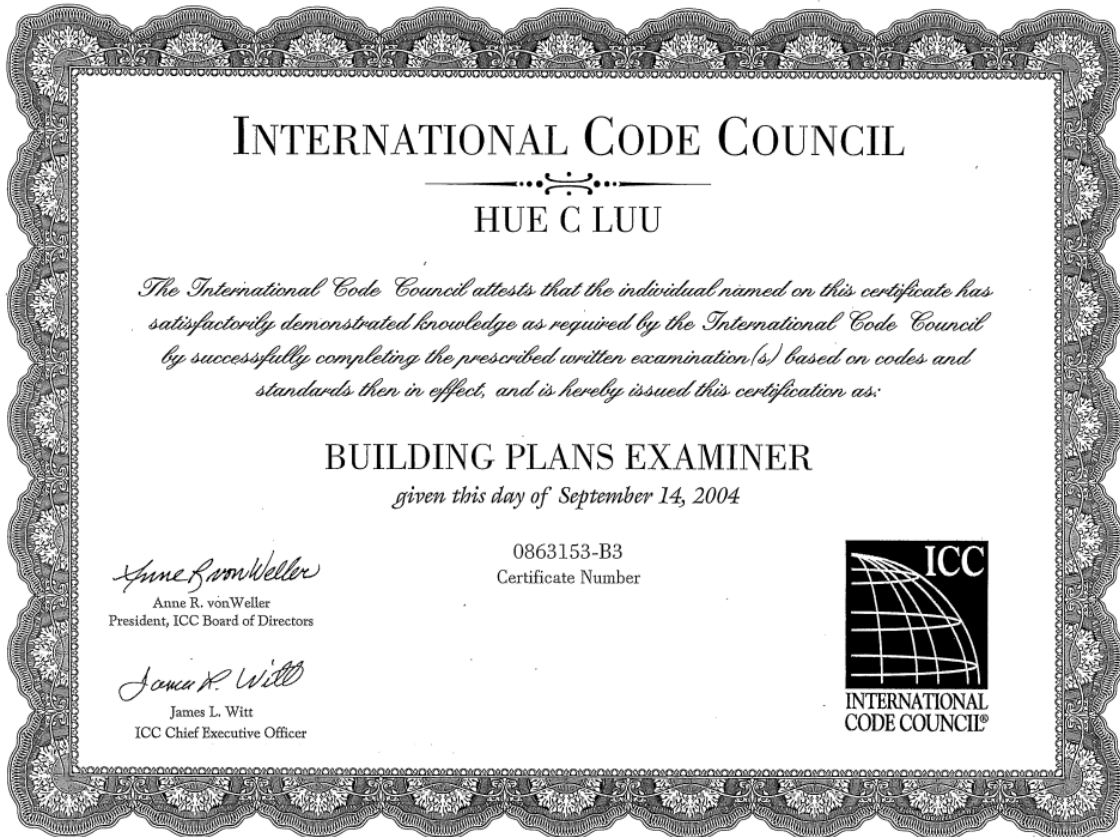 INTERNATIONAL CODE COUNCIL
HUE C LUU
The International Code Council attests that the individual named on this certificate has
satisfactorily demonstrated knowledge as required by the International Code Council
by successfully completing the prescribed written examination(s) based on codes and
standards then in effect, and is hereby issued this certification as:
BUILDING PLANS EXAMINER
given this day of September 14, 2004
0863153-B3
Certificate Number
Anne R vonWeller
Anne R. vonWeller
President, ICC Board of Directors
James L. Witt
James L. Witt
ICC Chief Executive Officer
ICC
INTERNATIONAL
CODE COUNCIL®